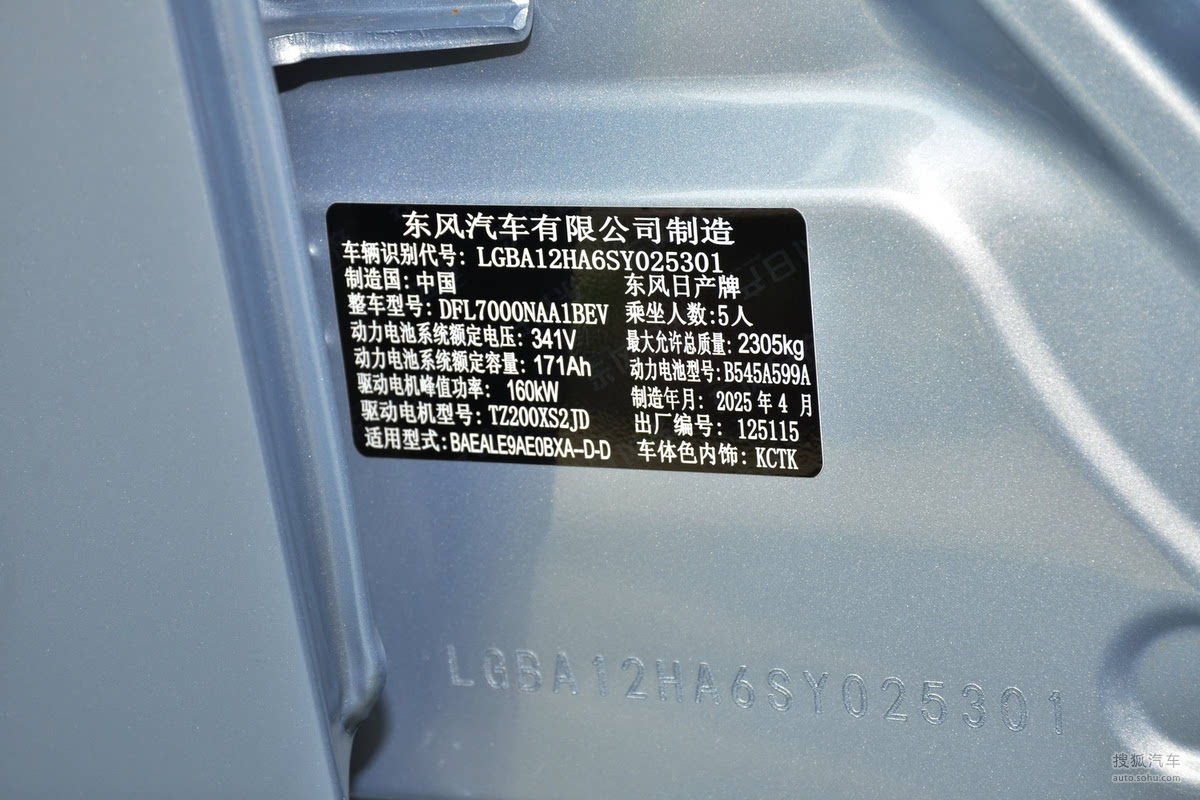 东风汽车有限公司制造
车辆识别代号: LGBA12HA6SY025301
制造国: 中国 东风日产牌
整车型号: DFL7000NAA1BEV 乘坐人数:5人
动力电池系统额定电压: 341V 最大允许总质量: 2305kg
动力电池系统额定容量: 171Ah 动力电池型号: B545A599A
驱动电机峰值功率: 160kW 制造年月: 2025年4月
驱动电机型号: TZ200XS2JD 出厂编号: 125115
适用型式: BAEALE9AE0BXA--D-D 车体色内饰: KCTK
LGBA12HA6SY025301
搜狐汽车
auto.sohu.com